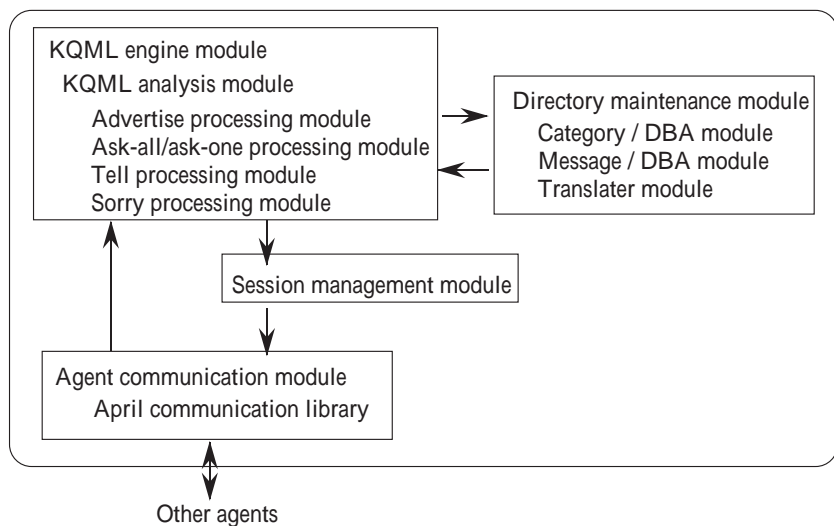 KQML engine module
KQML analysis module
Advertise processing module
Ask-all/ask-one processing module
Tell processing module
Sorry processing module
Directory maintenance module
Category / DBA module
Message / DBA module
Translater module
Session management module
Agent communication module
April communication library
Other agents